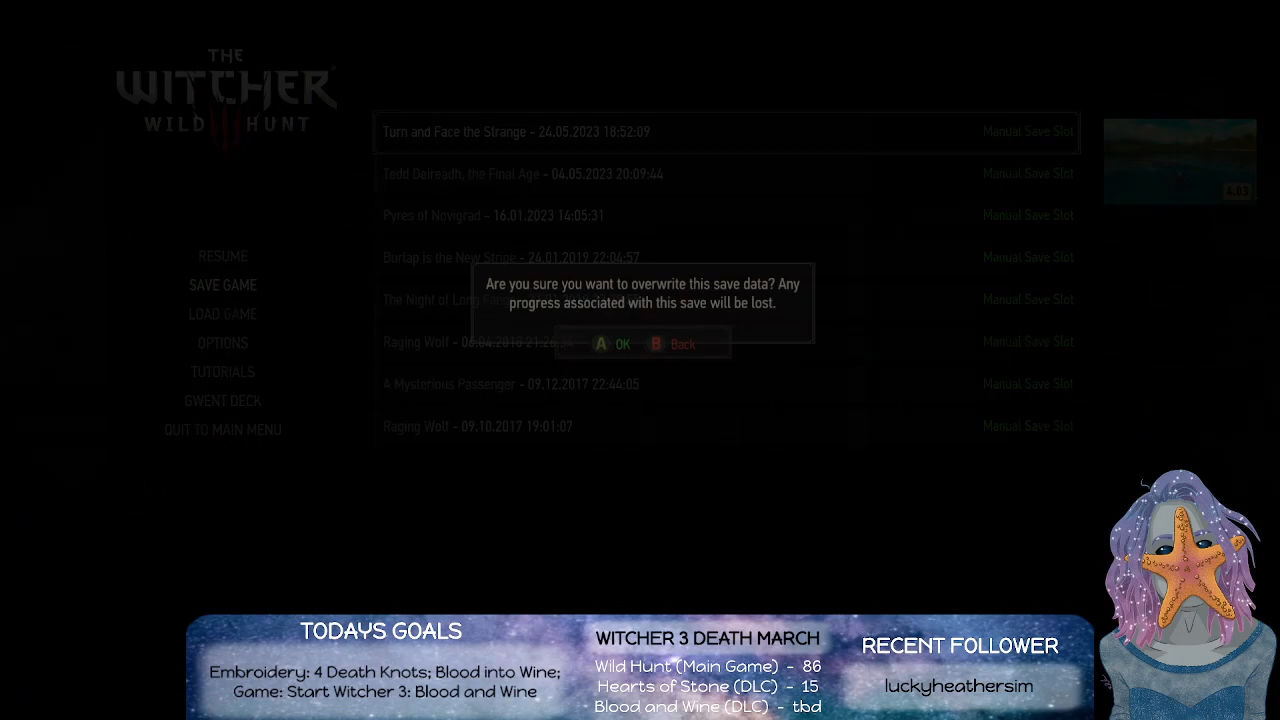 THE
WITCHER
WILD HUNT
RESUME
SAVE GAME
LOAD GAME
OPTIONS
TUTORIALS
GWENT DECK
QUIT TO MAIN MENU
Turn and Face the Strange - 24.05.2023 18:52:09 Manual Save Slot
Tedd Deireadh, the Final Age - 04.05.2023 20:09:44 Manual Save Slot
Pyres of Novigrad - 16.01.2023 14:05:31 Manual Save Slot
Burlap is the New Stripe - 24.01.2019 22:04:57 Manual Save Slot
The Night of Long Manual Save Slot
Raging Wolf - Manual Save Slot
A Mysterious Passenger - 09.12.2017 22:44:05 Manual Save Slot
Raging Wolf - 09.10.2017 19:01:07 Manual Save Slot
4.03
Are you sure you want to overwrite this save data? Any
progress associated with this save will be lost.
A OK B Back
TODAYS GOALS
Embroidery: 4 Death Knots; Blood into Wine;
Game: Start Witcher 3: Blood and Wine
WITCHER 3 DEATH MARCH
Wild Hunt (Main Game) - 86
Hearts of Stone (DLC) - 15
Blood and Wine (DLC) - tbd
RECENT FOLLOWER
luckyheathersim